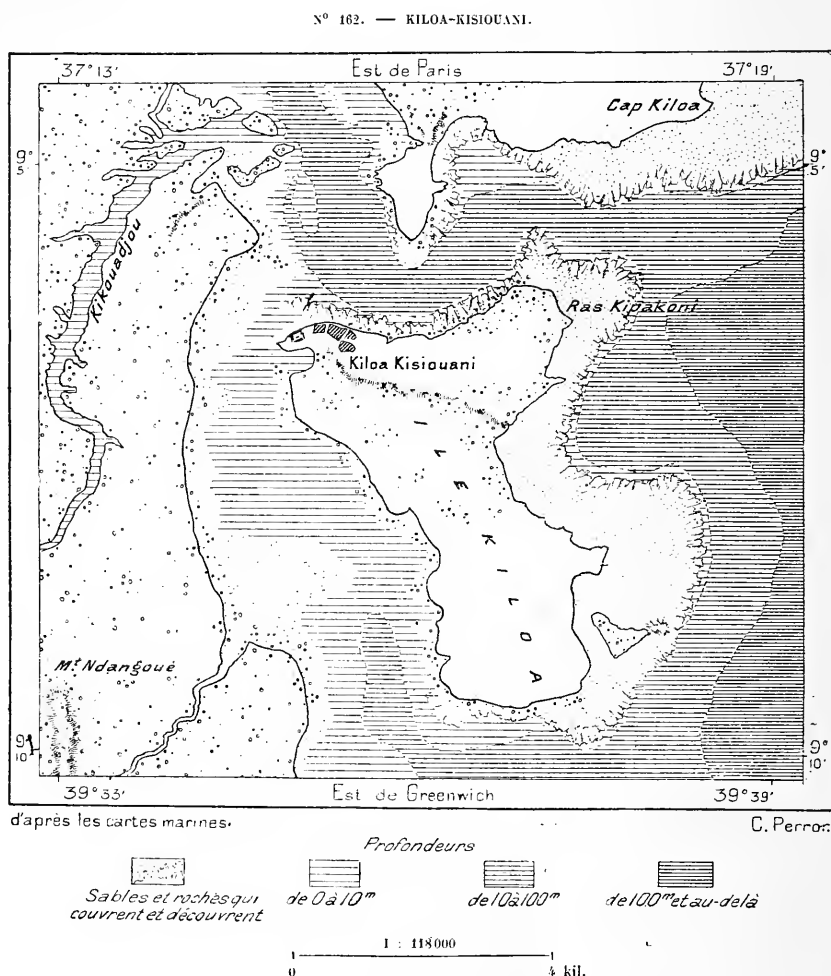 N° 162. — KILOA-KISIOUANI.
37° 13' Est de Paris 37° 19'
Cap Kiloa
9° 5' 9° 5'
Kikouadjou
Ras Kipakoni
Kiloa Kisiouani
ILE KILOA
Mt Ndangoué
9° 10' 9° 10'
39° 33' Est de Greenwich 39° 39'
d'après les cartes marines. C. Perron
Profondeurs
Sables et roches qui couvrent et découvrent
de 0 à 10m
de 10 à 100m
de 100m et au-delà
1 : 118000
0 4 kil.